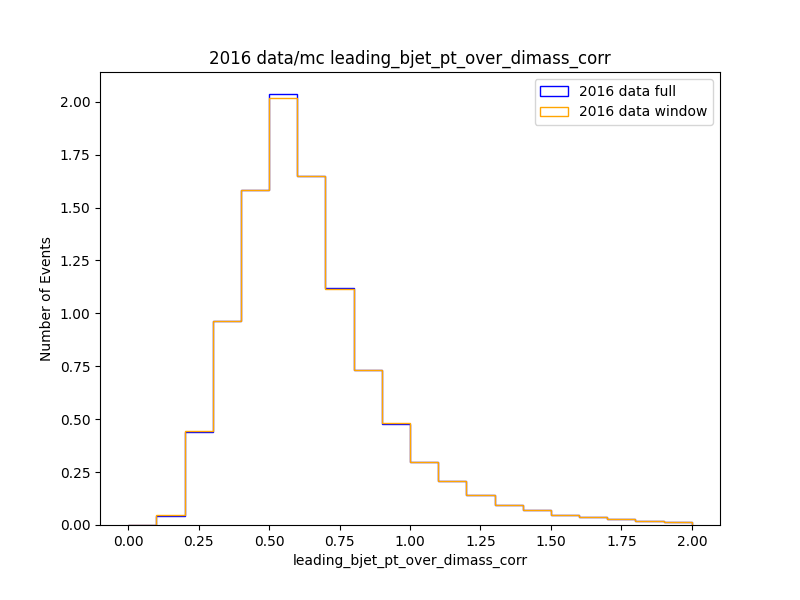 2016 data/mc leading_bjet_pt_over_dimass_corr
2016 data full
2016 data window
Number of Events
2.00
1.75
1.50
1.25
1.00
0.75
0.50
0.25
0.00
0.00 0.25 0.50 0.75 1.00 1.25 1.50 1.75 2.00
leading_bjet_pt_over_dimass_corr